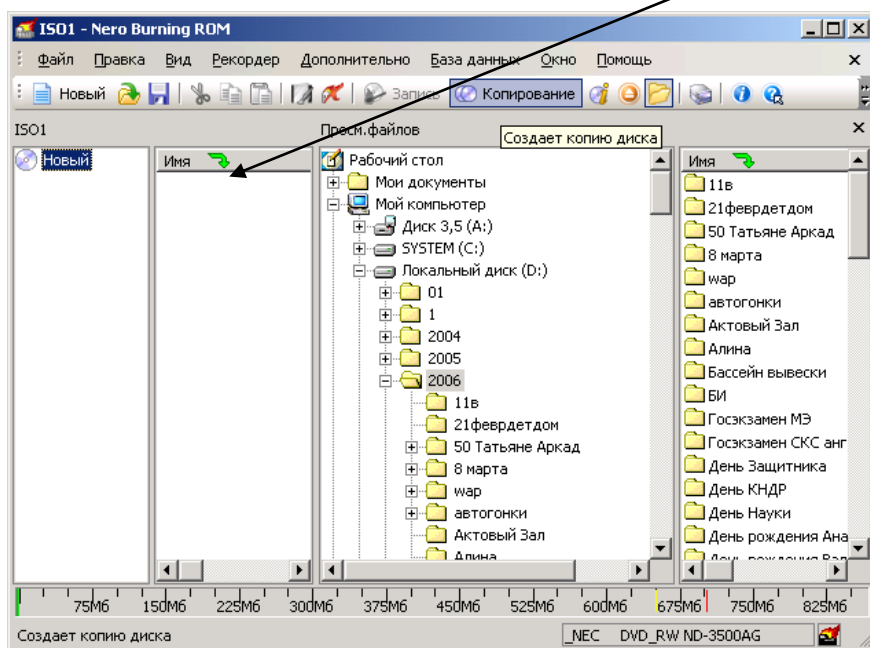 ISO1 - Nero Burning ROM
Файл Правка Вид Рекордер Дополнительно База данных Окно Помощь
Новый Запись Копирование
ISO1 Просм.файлов
Создает копию диска
Новый
Имя
Рабочий стол
Мои документы
Мой компьютер
Диск 3,5 (A:)
SYSTEM (C:)
Локальный диск (D:)
01
1
2004
2005
2006
11в
21феврдетдом
50 Татьяне Аркад
8 марта
wap
автогонки
Актовый Зал
Алина
Имя
11в
21феврдетдом
50 Татьяне Аркад
8 марта
wap
автогонки
Актовый Зал
Алина
Бассейн вывески
БИ
Госэкзамен МЭ
Госэкзамен СКС анг
День Защитника
День КНДР
День Науки
День рождения Ана
День рождения Вал
75Мб 150Мб 225Мб 300Мб 375Мб 450Мб 525Мб 600Мб 675Мб 750Мб 825Мб
Создает копию диска _NEC DVD_RW ND-3500AG